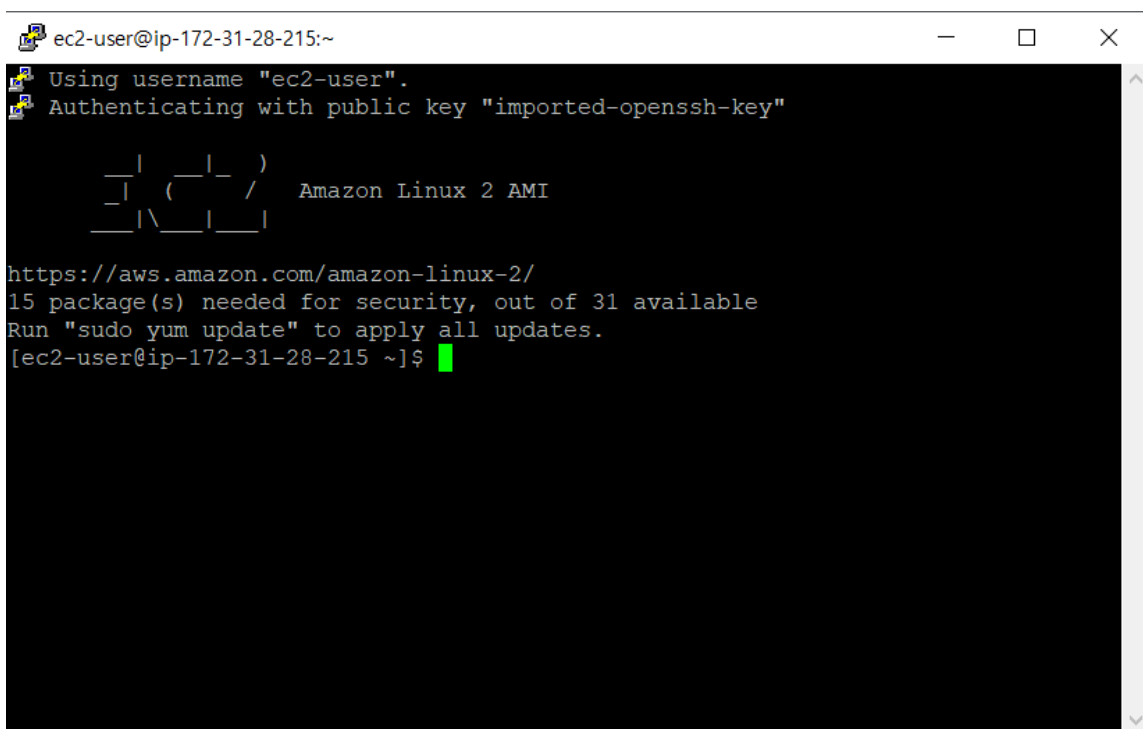 ec2-user@ip-172-31-28-215:~
Using username "ec2-user".
Authenticating with public key "imported-openssh-key"
       __|  __|_  )
       _|  (     /   Amazon Linux 2 AMI
      ___|\___|___|
https://aws.amazon.com/amazon-linux-2/
15 package(s) needed for security, out of 31 available
Run "sudo yum update" to apply all updates.
[ec2-user@ip-172-31-28-215 ~]$